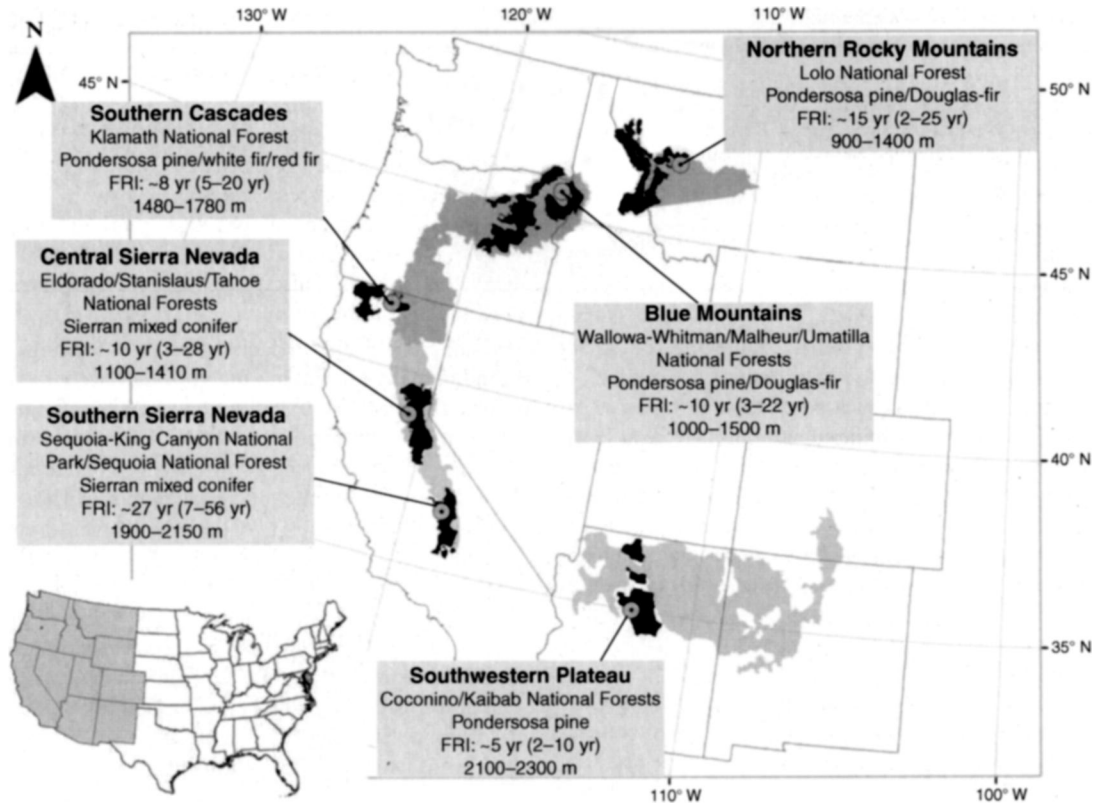 130° W
120° W
110° W
N
45° N
50° N
Northern Rocky Mountains
Lolo National Forest
Pondersosa pine/Douglas-fir
FRI: ~15 yr (2–25 yr)
900–1400 m
Southern Cascades
Klamath National Forest
Pondersosa pine/white fir/red fir
FRI: ~8 yr (5–20 yr)
1480–1780 m
Central Sierra Nevada
Eldorado/Stanislaus/Tahoe
National Forests
Sierran mixed conifer
FRI: ~10 yr (3–28 yr)
1100–1410 m
45° N
Blue Mountains
Wallowa-Whitman/Malheur/Umatilla
National Forests
Pondersosa pine/Douglas-fir
FRI: ~10 yr (3–22 yr)
1000–1500 m
Southern Sierra Nevada
Sequoia-King Canyon National
Park/Sequoia National Forest
Sierran mixed conifer
FRI: ~27 yr (7–56 yr)
1900–2150 m
40° N
35° N
Southwestern Plateau
Coconino/Kaibab National Forests
Pondersosa pine
FRI: ~5 yr (2–10 yr)
2100–2300 m
110° W
100° W